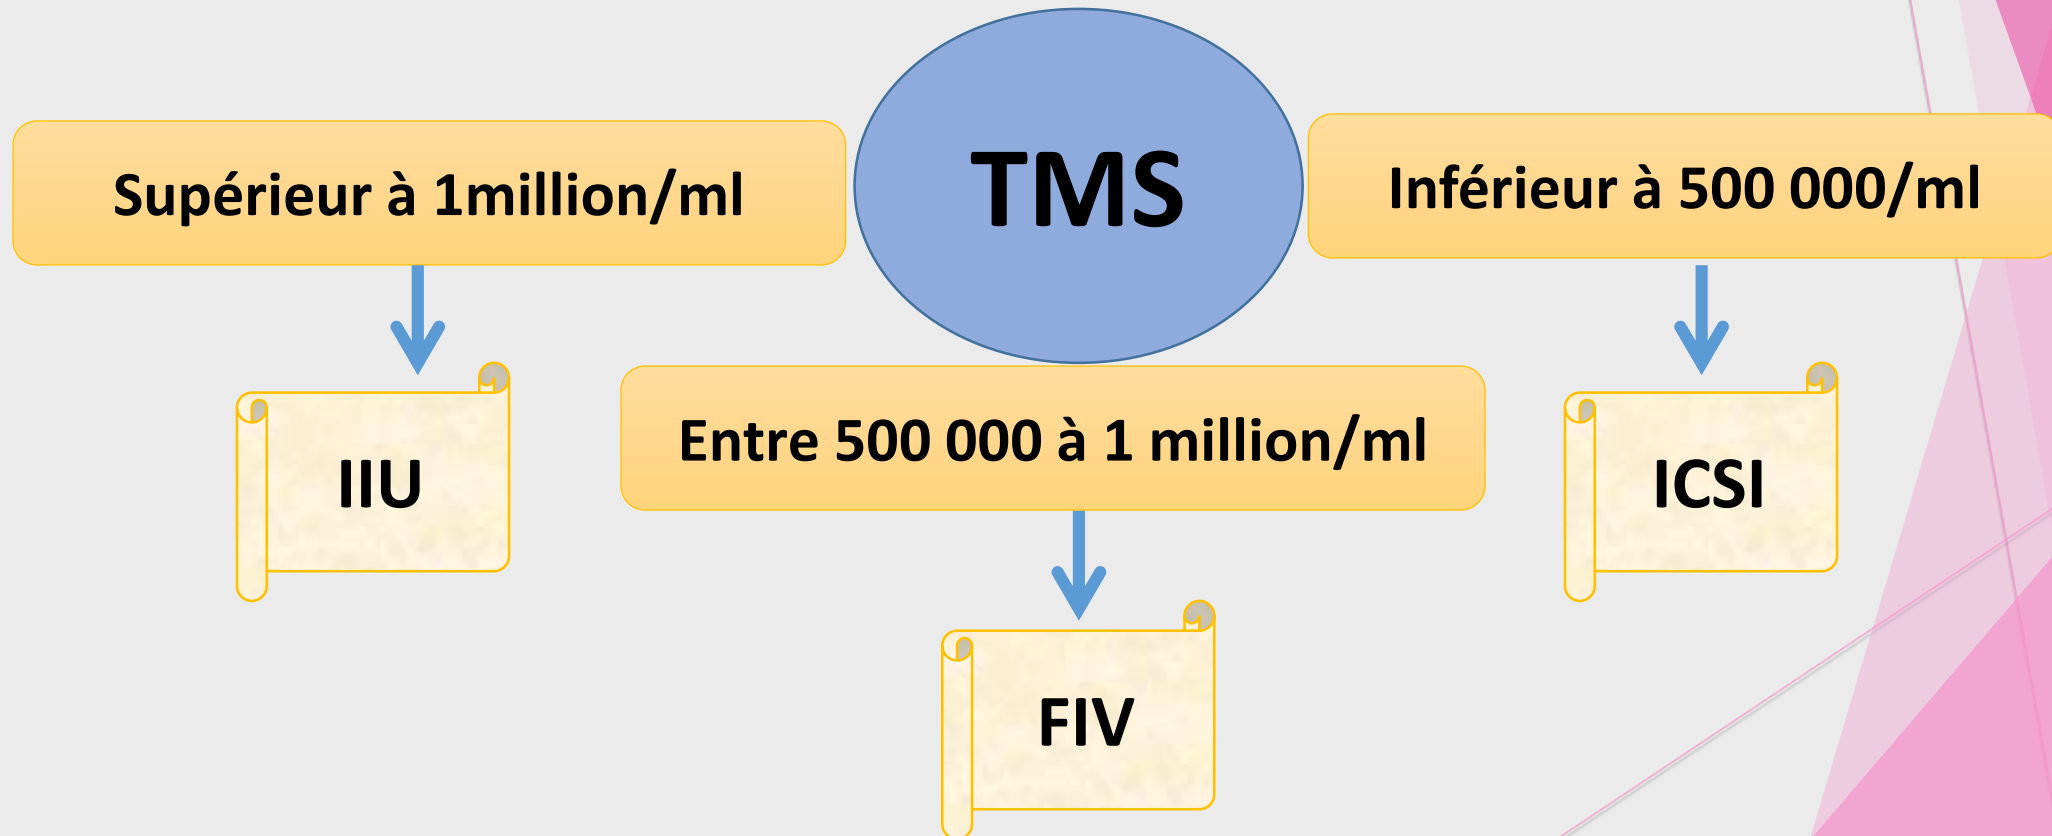 TMS
Supérieur à 1million/ml
Inférieur à 500 000/ml
Entre 500 000 à 1 million/ml
IIU
ICSI
FIV